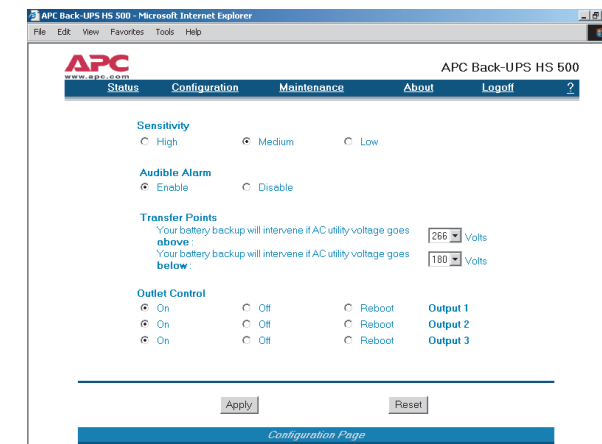 APC Back-UPS HS 500 - Microsoft Internet Explorer
File Edit View Favorites Tools Help
APC
www.apc.com
APC Back-UPS HS 500
Status Configuration Maintenance About Logoff ?
Sensitivity
High Medium Low
Audible Alarm
Enable Disable
Transfer Points
Your battery backup will intervene if AC utility voltage goes
above :
266 Volts
Your battery backup will intervene if AC utility voltage goes
below :
180 Volts
Outlet Control
On Off Reboot Output 1
On Off Reboot Output 2
On Off Reboot Output 3
Apply Reset
Configuration Page